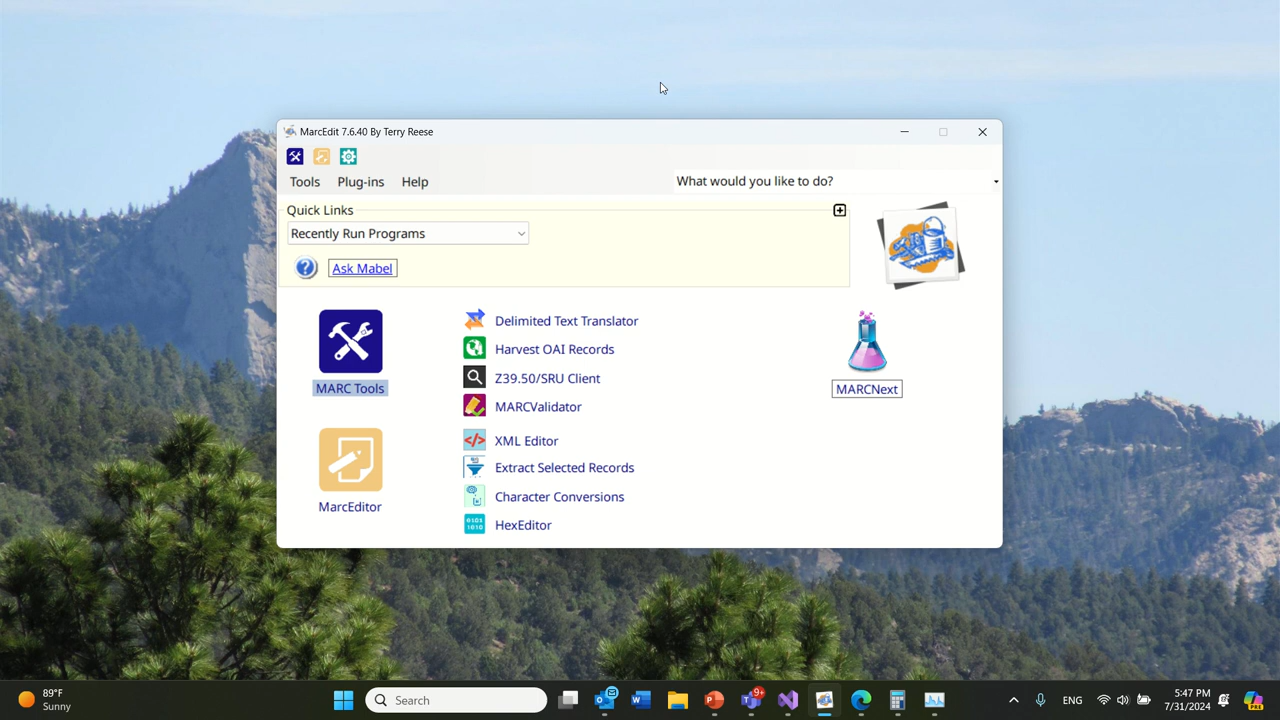 MarcEdit 7.6.40 By Terry Reese
Tools Plug-ins Help
What would you like to do?
Quick Links
Recently Run Programs
Ask Mabel
MARC Tools
MarcEditor
Delimited Text Translator
Harvest OAI Records
Z39.50/SRU Client
MARCValidator
XML Editor
Extract Selected Records
Character Conversions
HexEditor
MARCNext
89°F
Sunny
Search
9+
ENG
5:47 PM
7/31/2024
PRE